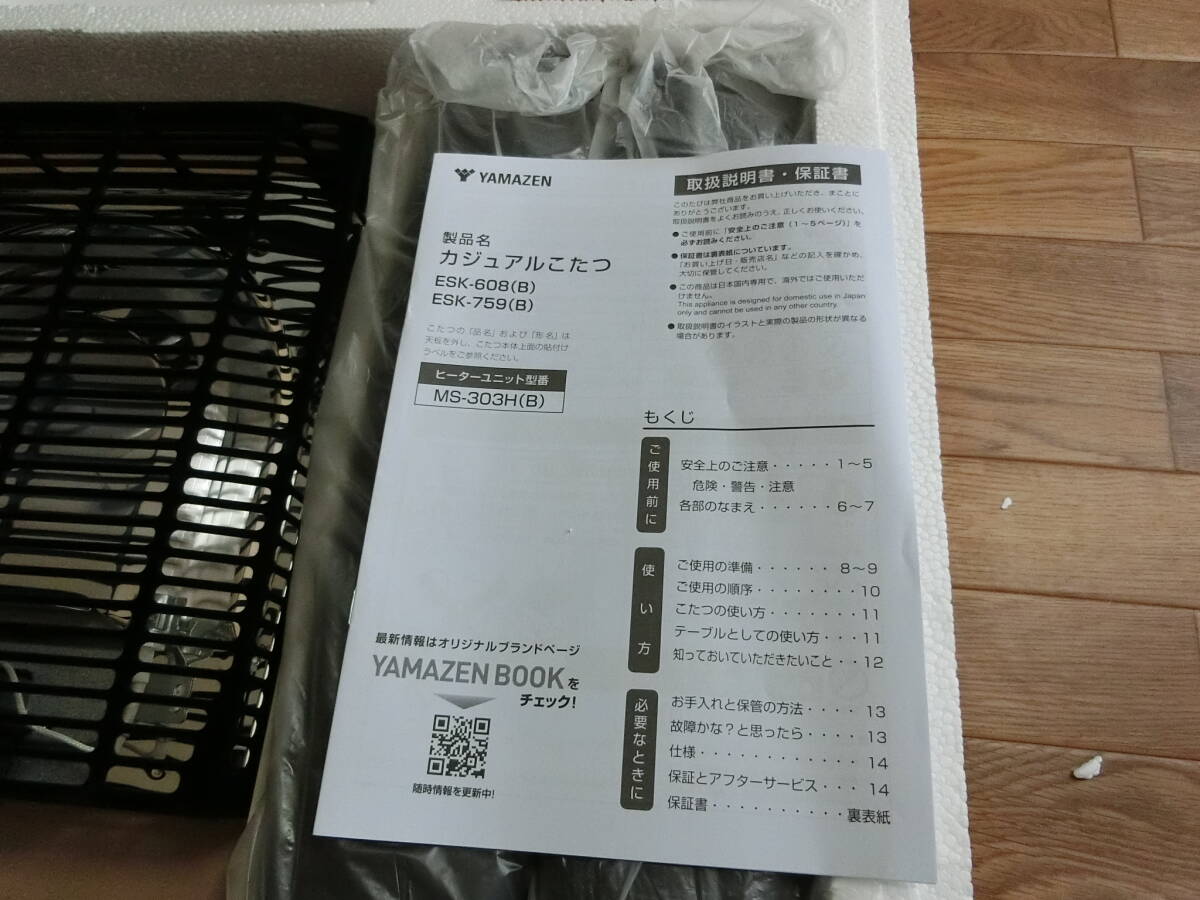 YAMAZEN
取扱説明書・保証書
このたびは弊社商品をお買い上げいただき、まことに
ありがとうございます。
取扱説明書をよくお読みのうえ、正しくお使いください。
●ご使用前に「安全上のご注意(1~5ページ)」を
必ずお読みください。
●保証書は裏表紙についています。
「お買い上げ日・販売店名」などの記入を確かめ、
大切に保管してください。
●この商品は日本国内専用で、海外ではご使用いただ
けません。
This appliance is designed for domestic use in Japan
only and cannot be used in any other country.
●取扱説明書のイラストと実際の製品の形状が異なる
場合があります。
製品名
カジュアルこたつ
ESK-608(B)
ESK-759(B)
こたつの「品名」および「形名」は
天板を外し、こたつ本体上面の貼付け
ラベルをご参照ください。
ヒーターユニット型番
MS-303H(B)
もくじ
ご使用前に
安全上のご注意・・・・・1~5
危険・警告・注意
各部のなまえ・・・・・・6~7
使い方
ご使用の準備・・・・・・8~9
ご使用の順序・・・・・・・・10
こたつの使い方・・・・・・・11
テーブルとしての使い方・・・11
知っておいていただきたいこと・・12
必要なときに
お手入れと保管の方法・・・・13
故障かな?と思ったら・・・・13
仕様・・・・・・・・・・・14
保証とアフターサービス・・・14
保証書・・・・・・・・・・裏表紙
最新情報はオリジナルブランドページ
YAMAZEN BOOKを
チェック!
随時情報を更新中!